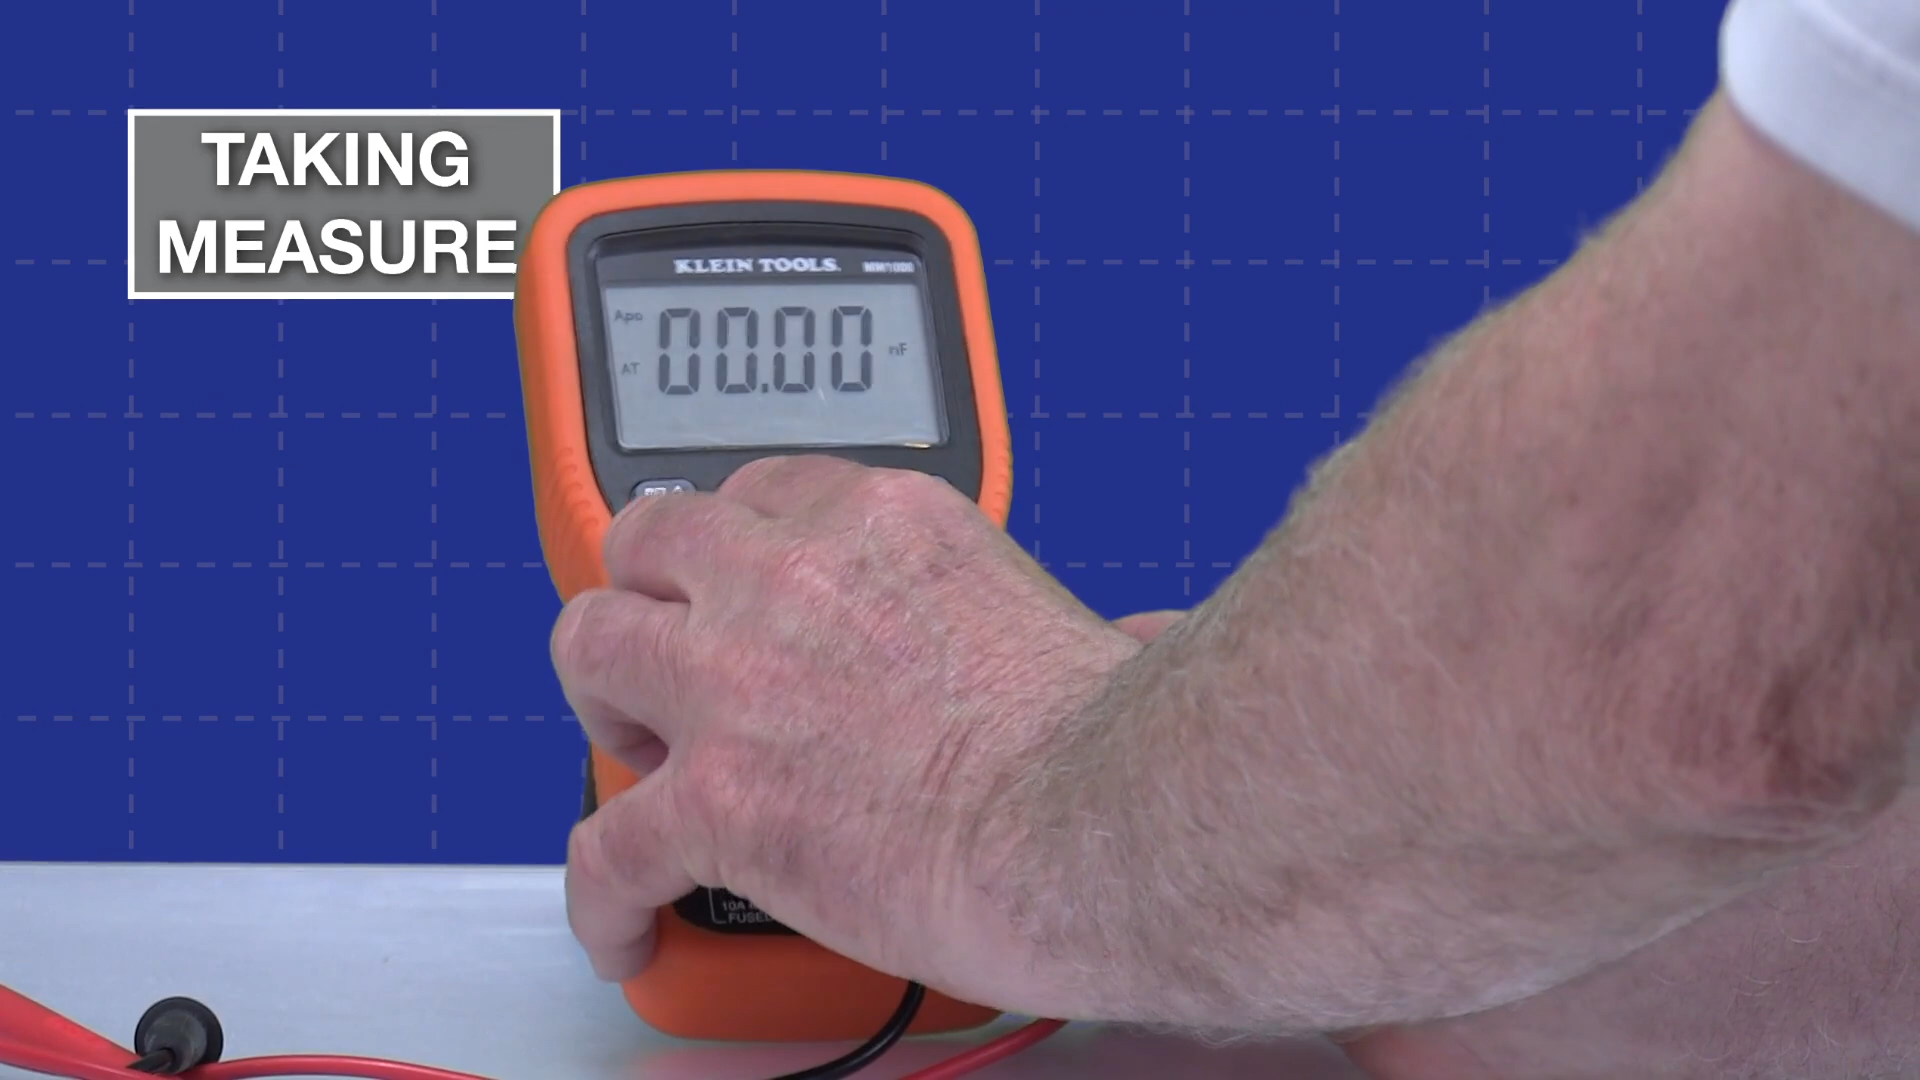 TAKING
MEASURE
KLEIN TOOLS. MM1000
Apo
00.00 nF
AT
10A
FUSED